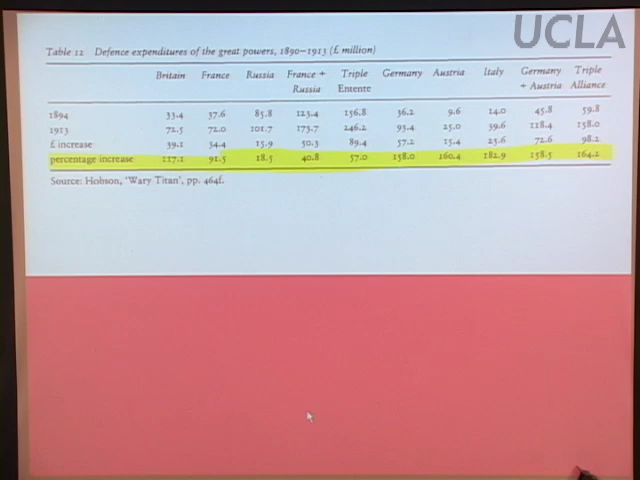 UCLA
Table 12 Defence expenditures of the great powers, 1890–1913 (£ million)
Britain France Russia France + Russia Triple Entente Germany Austria Italy Germany + Austria Triple Alliance
1894 33.4 37.6 85.8 123.4 156.8 36.2 9.6 14.0 45.8 59.8
1913 72.5 72.0 101.7 173.7 246.2 93.4 25.0 39.6 118.4 158.0
£ increase 39.1 34.4 15.9 50.3 89.4 57.2 15.4 25.6 72.6 98.2
percentage increase 117.1 91.5 18.5 40.8 57.0 158.0 160.4 182.9 158.5 164.2
Source: Hobson, 'Wary Titan', pp. 464f.